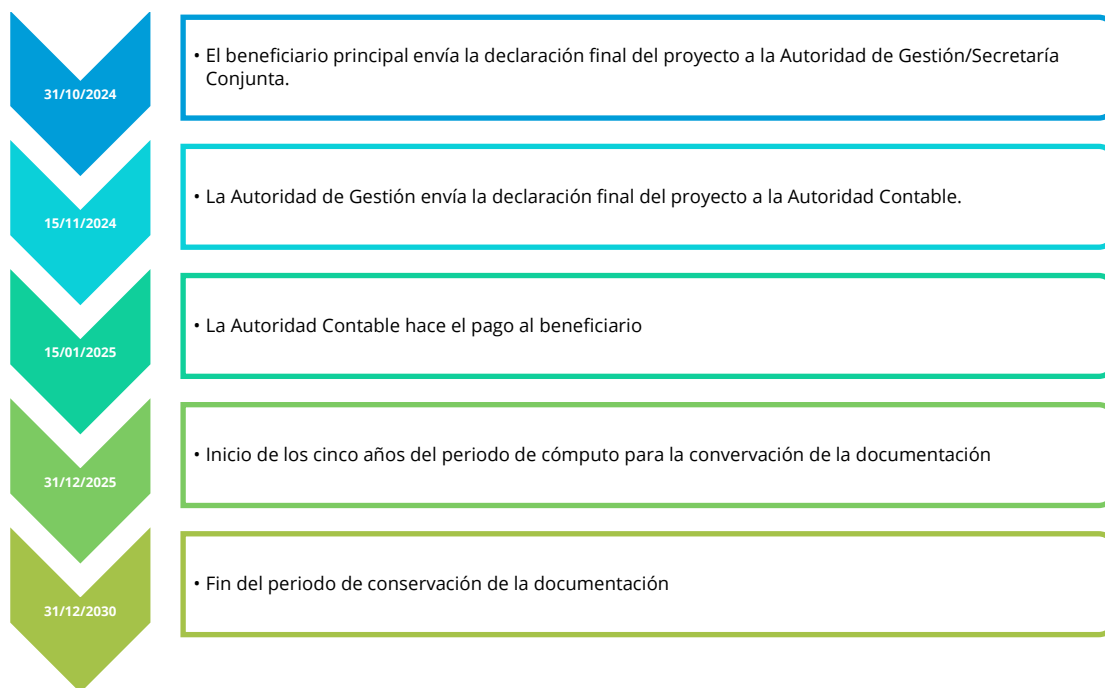 31/10/2024
• El beneficiario principal envía la declaración final del proyecto a la Autoridad de Gestión/Secretaría
Conjunta.
15/11/2024
• La Autoridad de Gestión envía la declaración final del proyecto a la Autoridad Contable.
15/01/2025
• La Autoridad Contable hace el pago al beneficiario
31/12/2025
• Inicio de los cinco años del periodo de cómputo para la convervación de la documentación
31/12/2030
• Fin del periodo de conservación de la documentación